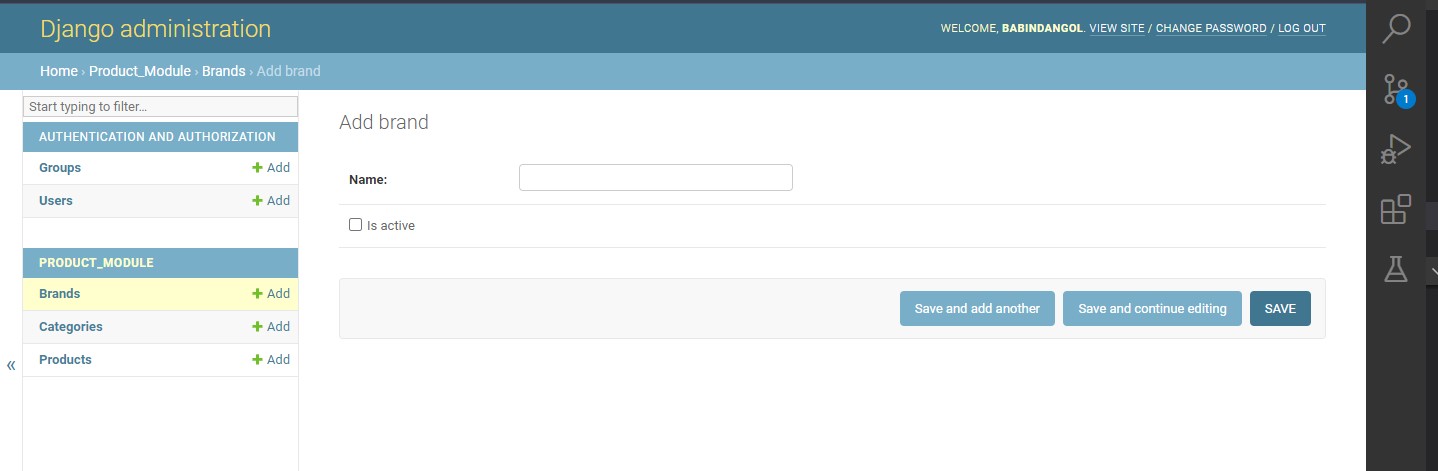 Django administration
WELCOME, BABINDANGOL. VIEW SITE / CHANGE PASSWORD / LOG OUT
Home › Product_Module › Brands › Add brand
Start typing to filter...
AUTHENTICATION AND AUTHORIZATION
Groups + Add
Users + Add
PRODUCT_MODULE
Brands + Add
Categories + Add
Products + Add
«
Add brand
Name:
Is active
Save and add another Save and continue editing SAVE
1